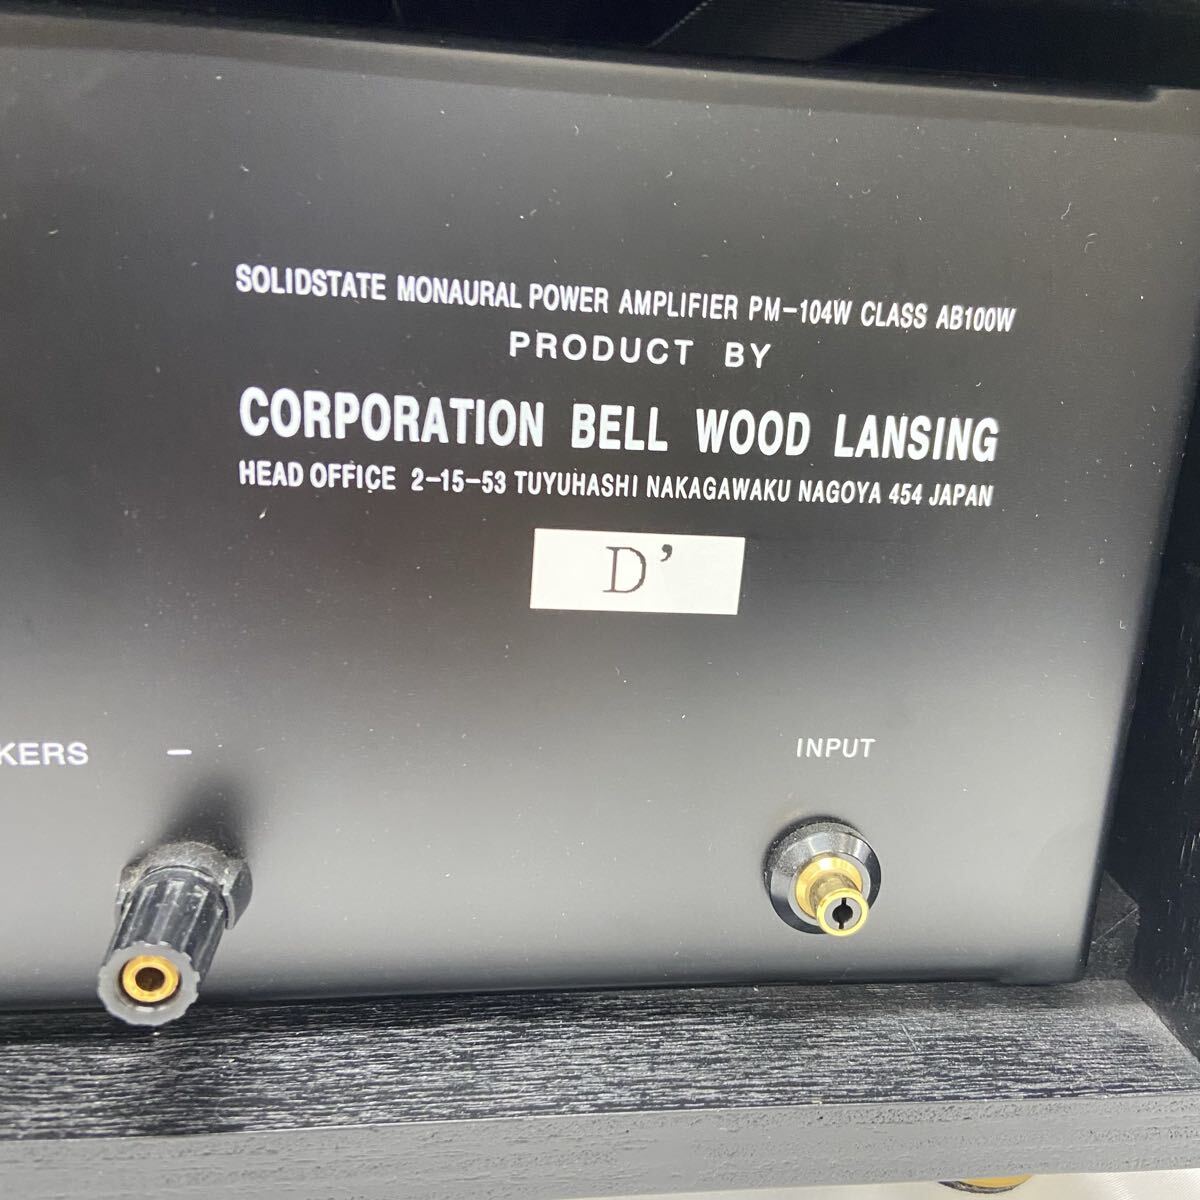 SOLIDSTATE MONAURAL POWER AMPLIFIER PM-104W CLASS AB100W
PRODUCT BY
CORPORATION BELL WOOD LANSING
HEAD OFFICE 2-15-53 TUYUHASHI NAKAGAWAKU NAGOYA 454 JAPAN
D’
KERS －
INPUT